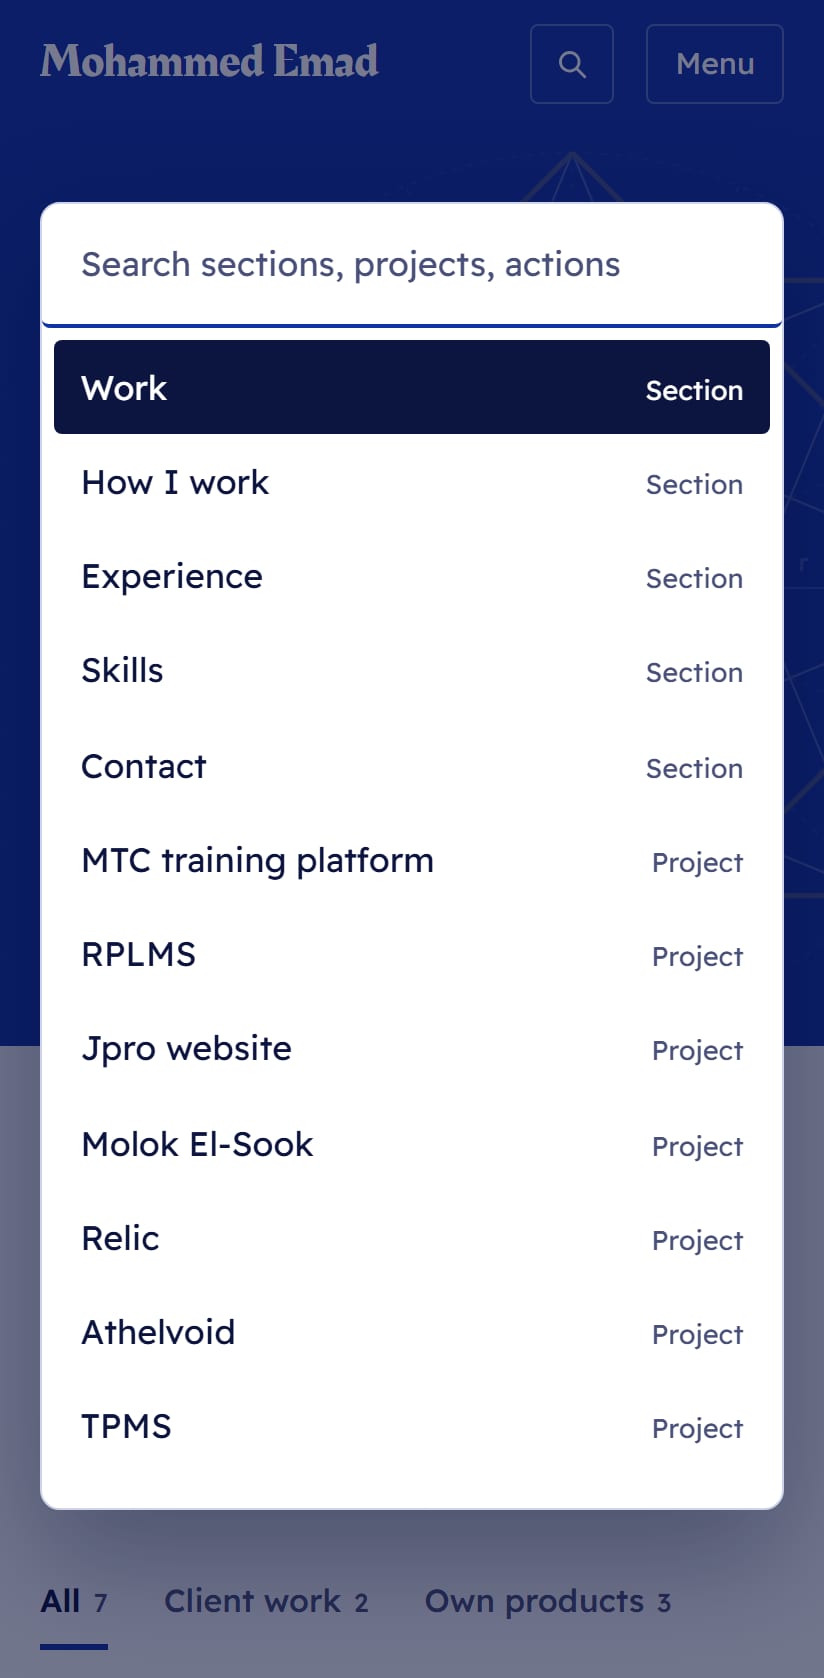 Mohammed Emad
Menu
Search sections, projects, actions
Work Section
How I work Section
Experience Section
Skills Section
Contact Section
MTC training platform Project
RPLMS Project
Jpro website Project
Molok El-Sook Project
Relic Project
Athelvoid Project
TPMS Project
All 7 Client work 2 Own products 3